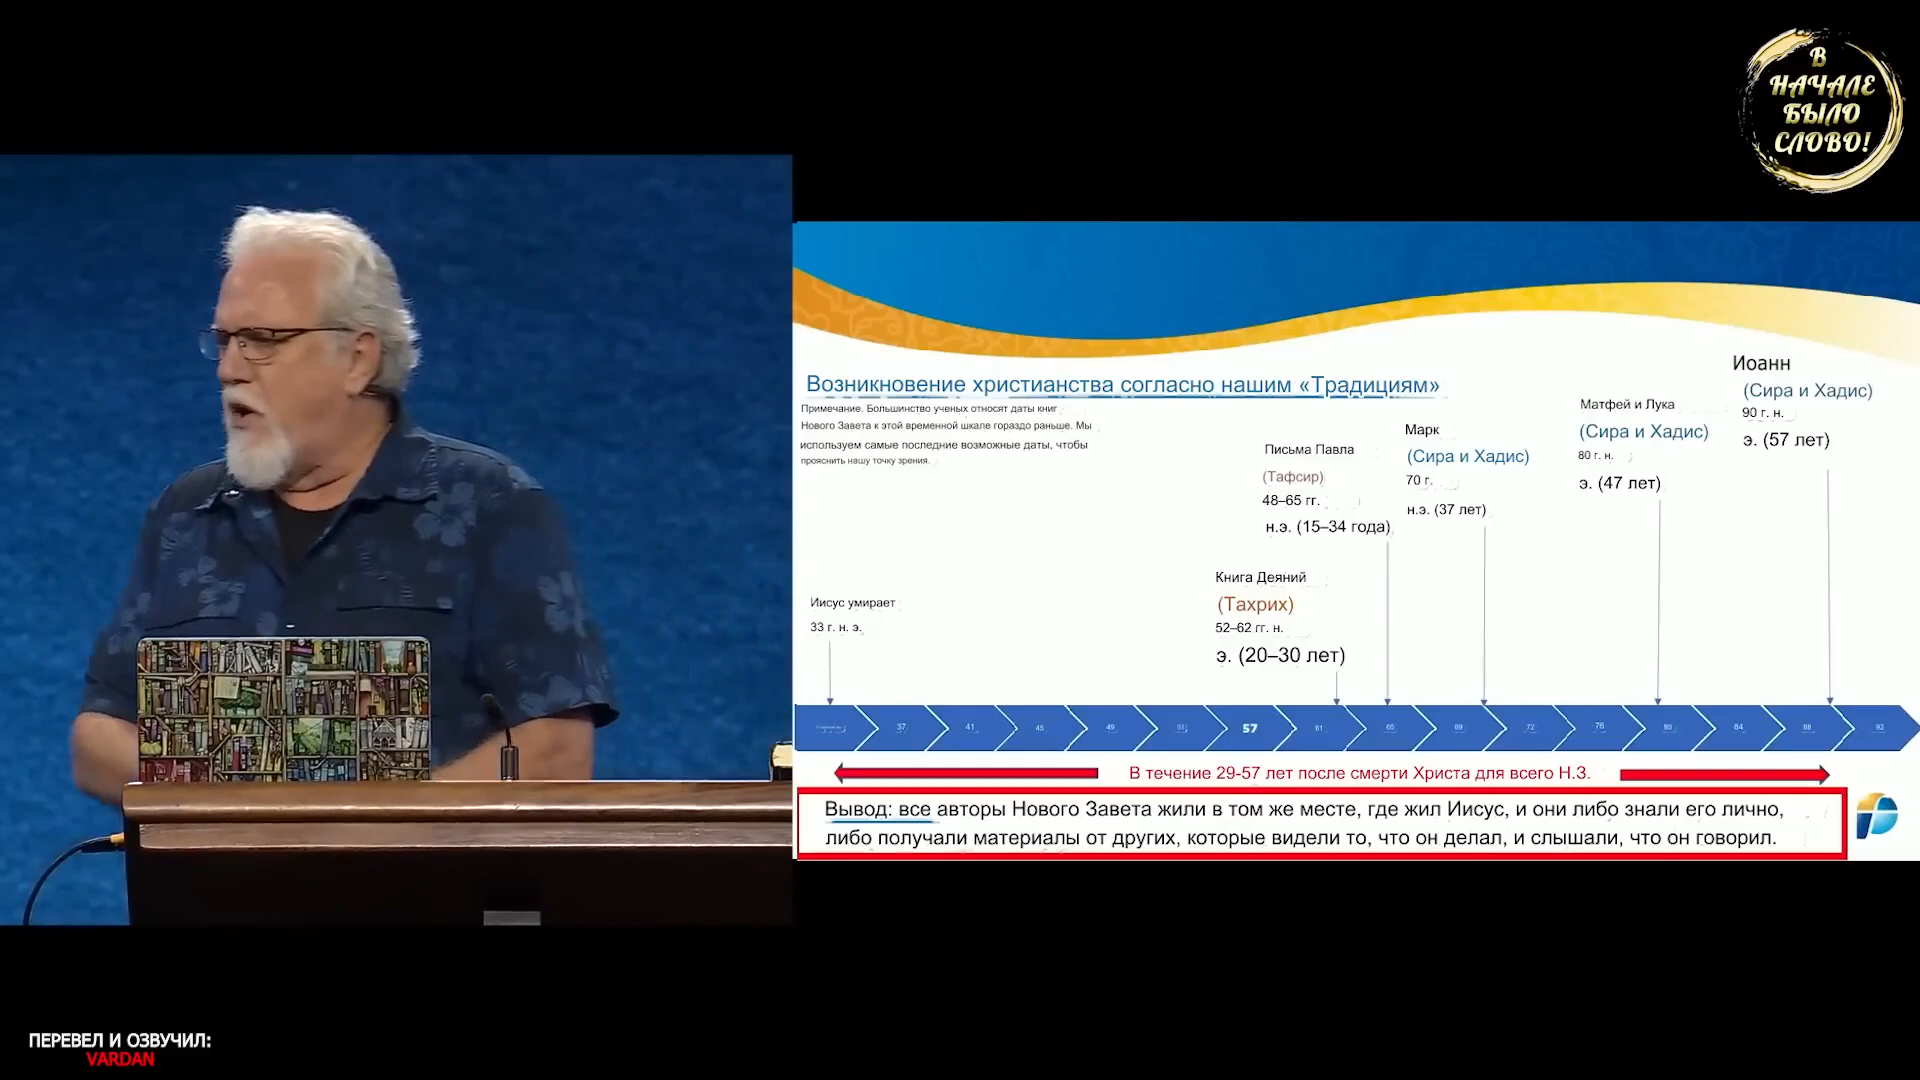 В
НАЧАЛЕ
БЫЛО
СЛОВО!
Возникновение христианства согласно нашим «Традициям»
Примечание. Большинство ученых относят даты книг
Нового Завета к этой временной шкале гораздо раньше. Мы
используем самые последние возможные даты, чтобы
прояснить нашу точку зрения.
Иисус умирает
33 г. н. э.
Книга Деяний
(Тахрих)
52–62 гг. н.
э. (20–30 лет)
Письма Павла
(Тафсир)
48–65 гг.
н.э. (15–34 года)
Марк
(Сира и Хадис)
70 г.
н.э. (37 лет)
Матфей и Лука
(Сира и Хадис)
80 г. н.
э. (47 лет)
Иоанн
(Сира и Хадис)
90 г. н.
э. (57 лет)
37 41 45 49 53 57 61 65 69 72 76 80 84 88 92
В течение 29-57 лет после смерти Христа для всего Н.З.
Вывод: все авторы Нового Завета жили в том же месте, где жил Иисус, и они либо знали его лично,
либо получали материалы от других, которые видели то, что он делал, и слышали, что он говорил.
ПЕРЕВЕЛ И ОЗВУЧИЛ:
VARDAN